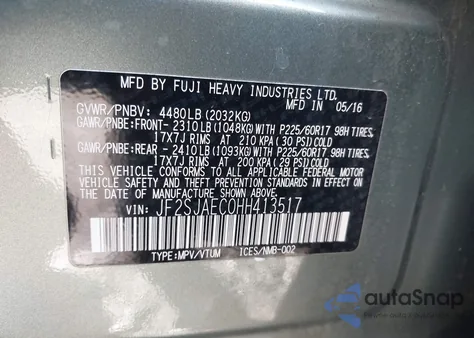 MFD BY FUJI HEAVY INDUSTRIES LTD.
GVWR/PNBV: 4480LB (2032KG) IN 05/16
GAWR/PNBE:FRONT- 2310LB (1048KG)WITH P225/60R17 98H TIRES,
17X7J RIMS AT 210 KPA (30 PSI)COLD
GAWR/PNBE:REAR - 2410LB (1093KG)WITH P225/60R17 98H TIRES,
17X7J RIMS AT 200 KPA (29 PSI)COLD
THIS VEHICLE CONFORMS TO ALL APPLICABLE FEDERAL MOTOR
VEHICLE SAFETY AND BUMPER STANDARDS IN EFFECT ON
THE DATE OF MANUFACTURE SHOWN ABOVE.
VIN: JF2SJAEC0HH413517
TYPE:MPV/VTUM ICES/NMB-002
autoSnap